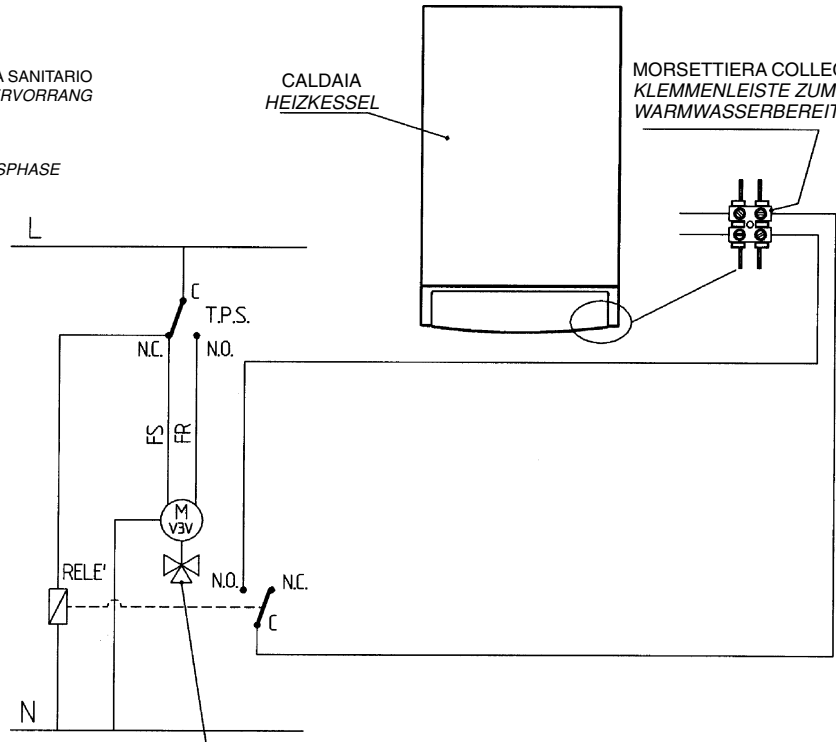 A SANITARIO
RVORRANG
SPHASE
CALDAIA
HEIZKESSEL
MORSETTIERA COLLEG
KLEMMENLEISTE ZUM
WARMWASSERBEREIT
L
C
T.P.S.
N.C.
N.O.
FS
FR
M
V3V
RELE'
N.O.
N.C.
C
N